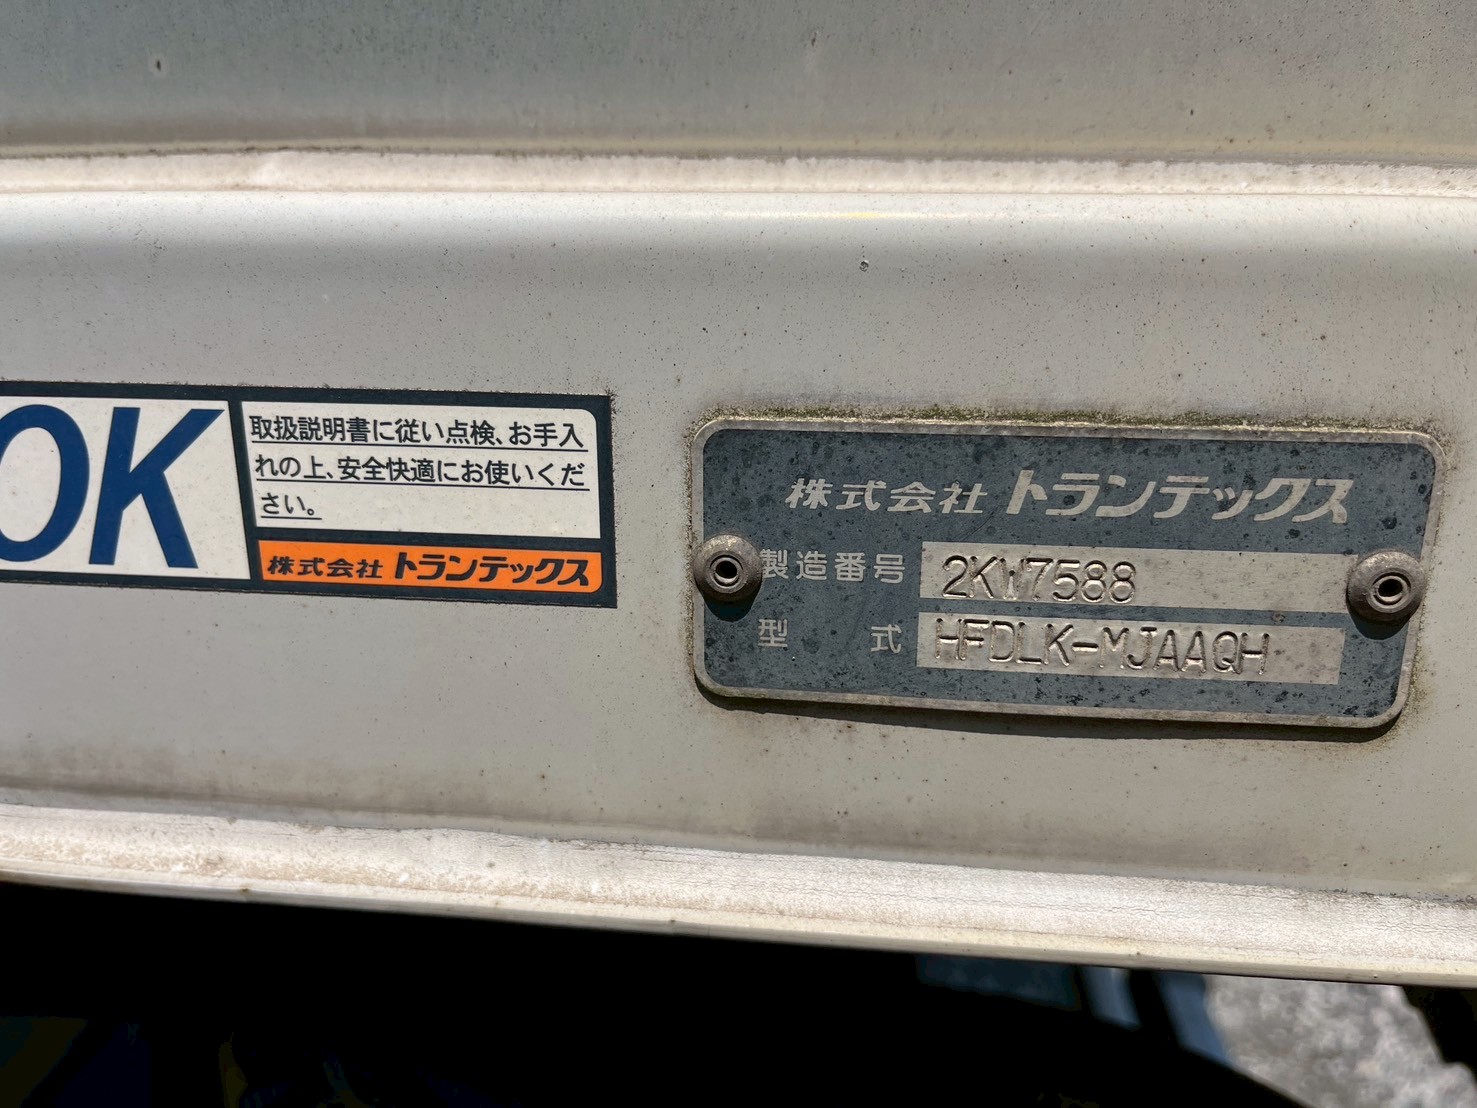 OK
取扱説明書に従い点検、お手入
れの上、安全快適にお使いくだ
さい。
株式会社 トランテックス
株式会社 トランテックス
製造番号 2KW7588
型 式 HFDLK-MJAAQH